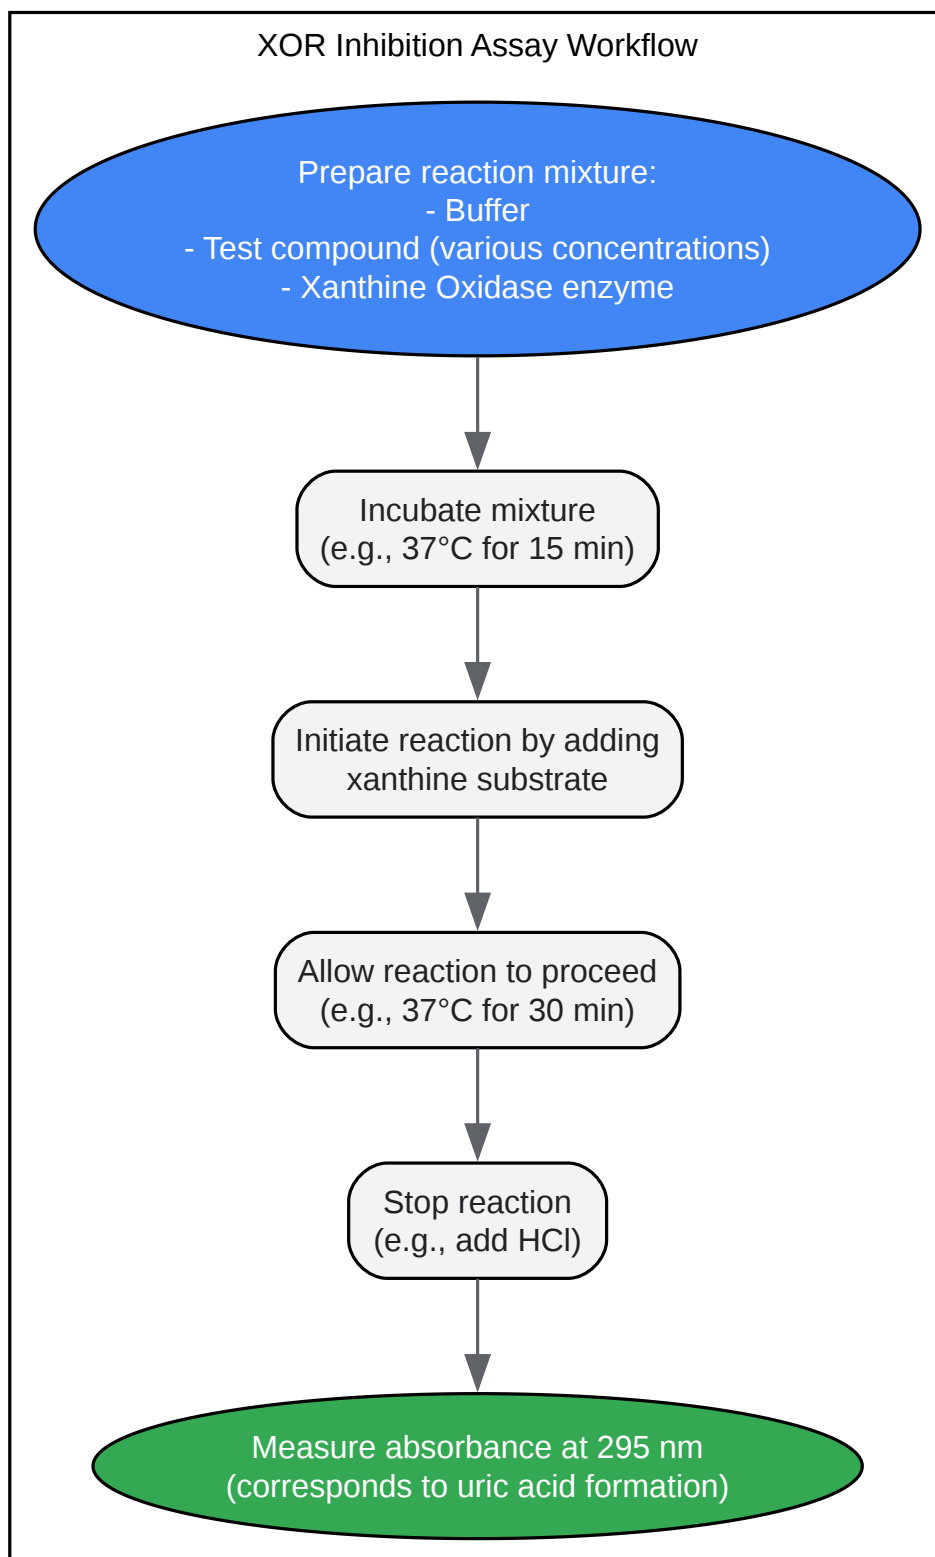 XOR Inhibition Assay Workflow
Prepare reaction mixture:
- Buffer
- Test compound (various concentrations)
- Xanthine Oxidase enzyme
Incubate mixture
(e.g., 37°C for 15 min)
Initiate reaction by adding
xanthine substrate
Allow reaction to proceed
(e.g., 37°C for 30 min)
Stop reaction
(e.g., add HCl)
Measure absorbance at 295 nm
(corresponds to uric acid formation)